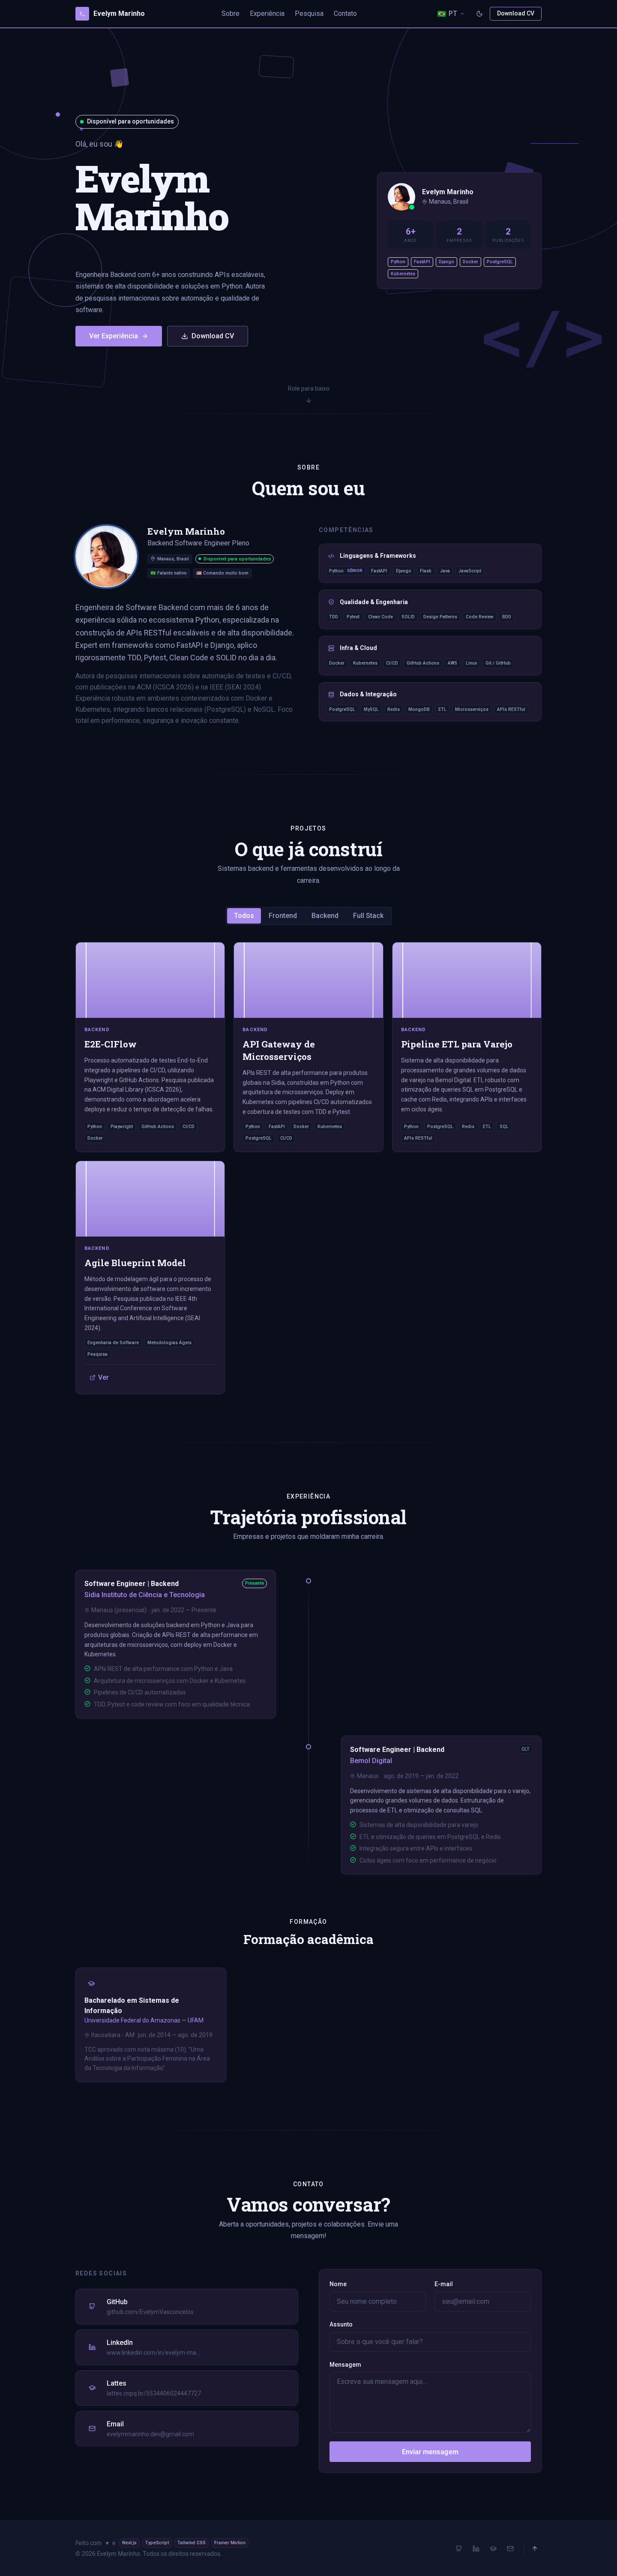 Evelym Marinho
Sobre Experiência Pesquisa Contato
PT
Download CV
Disponível para oportunidades
Olá, eu sou 👋
Evelym
Marinho
Engenheira Backend com 6+ anos construindo APIs escaláveis,
sistemas de alta disponibilidade e soluções em Python. Autora
de pesquisas internacionais sobre automação e qualidade de
software.
Ver Experiência →
Download CV
Evelym Marinho
Manaus, Brasil
6+ 2 2
ANOS EMPRESAS PUBLICAÇÕES
Python FastAPI Django Docker PostgreSQL
Kubernetes
</>
Role para baixo
SOBRE
Quem sou eu
Evelym Marinho
Backend Software Engineer Pleno
Manaus, Brasil Disponível para oportunidades
🇧🇷 Falante nativo 🇺🇸 Comando muito bom
Engenheira de Software Backend com mais de 6 anos de
experiência sólida no ecossistema Python, especialista na
construção de APIs RESTful escaláveis e de alta disponibilidade.
Expert em frameworks como FastAPI e Django, aplico
rigorosamente TDD, Pytest, Clean Code e SOLID no dia a dia.
Autora de pesquisas internacionais sobre automação de testes e CI/CD,
com publicações na ACM (ICSCA 2026) e na IEEE (SEAI 2024).
Experiência robusta em ambientes conteinerizados com Docker e
Kubernetes, integrando bancos relacionais (PostgreSQL) e NoSQL. Foco
total em performance, segurança e inovação constante.
COMPETÊNCIAS
Linguagens & Frameworks
Python SÊNIOR FastAPI Django Flask Java JavaScript
Qualidade & Engenharia
TDD Pytest Clean Code SOLID Design Patterns Code Review BDD
Infra & Cloud
Docker Kubernetes CI/CD GitHub Actions AWS Linux Git / GitHub
Dados & Integração
PostgreSQL MySQL Redis MongoDB ETL Microsserviços APIs RESTful
PROJETOS
O que já construí
Sistemas backend e ferramentas desenvolvidos ao longo da
carreira.
Todos Frontend Backend Full Stack
BACKEND
E2E-CIFlow
Processo automatizado de testes End-to-End
integrado a pipelines de CI/CD, utilizando
Playwright e GitHub Actions. Pesquisa publicada
na ACM Digital Library (ICSCA 2026),
demonstrando como a abordagem acelera
deploys e reduz o tempo de detecção de falhas.
Python Playwright GitHub Actions CI/CD
Docker
BACKEND
API Gateway de
Microserviços
APIs REST de alta performance para produtos
globais na Sidia, construídas em Python com
arquitetura de microserviços. Deploy em
Kubernetes com pipelines CI/CD automatizados
e cobertura de testes com TDD e Pytest.
Python FastAPI Docker Kubernetes
PostgreSQL CI/CD
BACKEND
Pipeline ETL para Varejo
Sistema de alta disponibilidade para
processamento de grandes volumes de dados
de varejo na Bemol Digital. ETL robusto com
otimização de queries SQL em PostgreSQL e
cache com Redis, integrando APIs e interfaces
em ciclos ágeis.
Python PostgreSQL Redis ETL SQL
APIs RESTful
BACKEND
Agile Blueprint Model
Método de modelagem ágil para o processo de
desenvolvimento de software com incremento
de versão. Pesquisa publicada no IEEE 4th
International Conference on Software
Engineering and Artificial Intelligence (SEAI
2024).
Engenharia de Software Metodologias Ágeis
Pesquisa
Ver
EXPERIÊNCIA
Trajetória profissional
Empresas e projetos que moldaram minha carreira.
Software Engineer | Backend Presente
Sidia Instituto de Ciência e Tecnologia
Manaus (presencial) · jan. de 2022 — Presente
Desenvolvimento de soluções backend em Python e Java para
produtos globais. Criação de APIs REST de alta performance em
arquiteturas de microsserviços, com deploy em Docker e
Kubernetes.
APIs REST de alta performance com Python e Java
Arquitetura de microsserviços com Docker e Kubernetes
Pipelines de CI/CD automatizados
TDD, Pytest e code review com foco em qualidade técnica
Software Engineer | Backend CLT
Bemol Digital
Manaus · ago. de 2019 — jan. de 2022
Desenvolvimento de sistemas de alta disponibilidade para o varejo,
gerenciando grandes volumes de dados. Estruturação de
processos de ETL e otimização de consultas SQL.
Sistemas de alta disponibilidade para varejo
ETL e otimização de queries em PostgreSQL e Redis
Integração segura entre APIs e interfaces
Ciclos ágeis com foco em performance de negócio
FORMAÇÃO
Formação acadêmica
Bacharelado em Sistemas de
Informação
Universidade Federal do Amazonas — UFAM
Itacoatiara - AM · jun. de 2014 — ago. de 2019
TCC aprovado com nota máxima (10): "Uma
Análise sobre a Participação Feminina na Área
da Tecnologia da Informação"
CONTATO
Vamos conversar?
Aberta a oportunidades, projetos e colaborações. Envie uma
mensagem!
REDES SOCIAIS
GitHub
github.com/EvelymVasconcelos
LinkedIn
www.linkedin.com/in/evelym-ma...
Lattes
lattes.cnpq.br/5534406024447727
Email
evelymmarinho.dev@gmail.com
Nome E-mail
Seu nome completo seu@email.com
Assunto
Sobre o que você quer falar?
Mensagem
Escreva sua mensagem aqui...
Enviar mensagem
Feito com ♥ e Next.js TypeScript Tailwind CSS Framer Motion
© 2026 Evelym Marinho. Todos os direitos reservados.